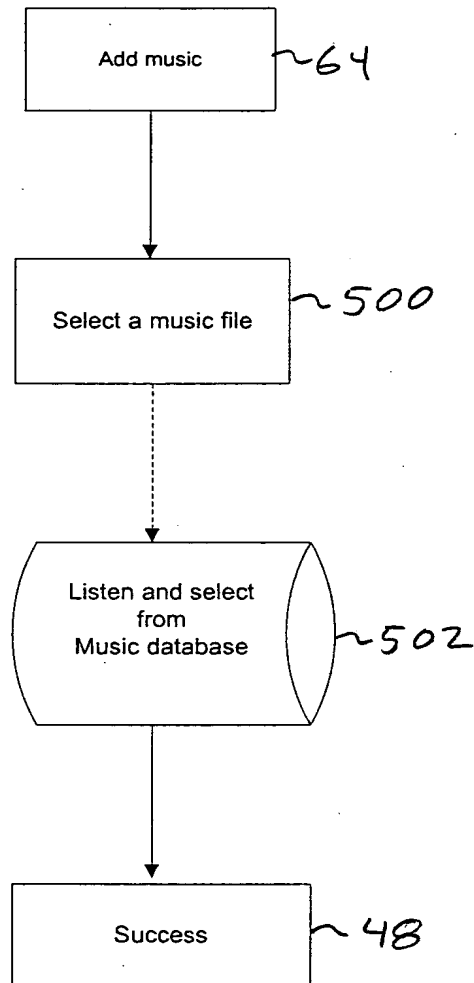 Add music
64
Select a music file
500
Listen and select
from
Music database
502
Success
48